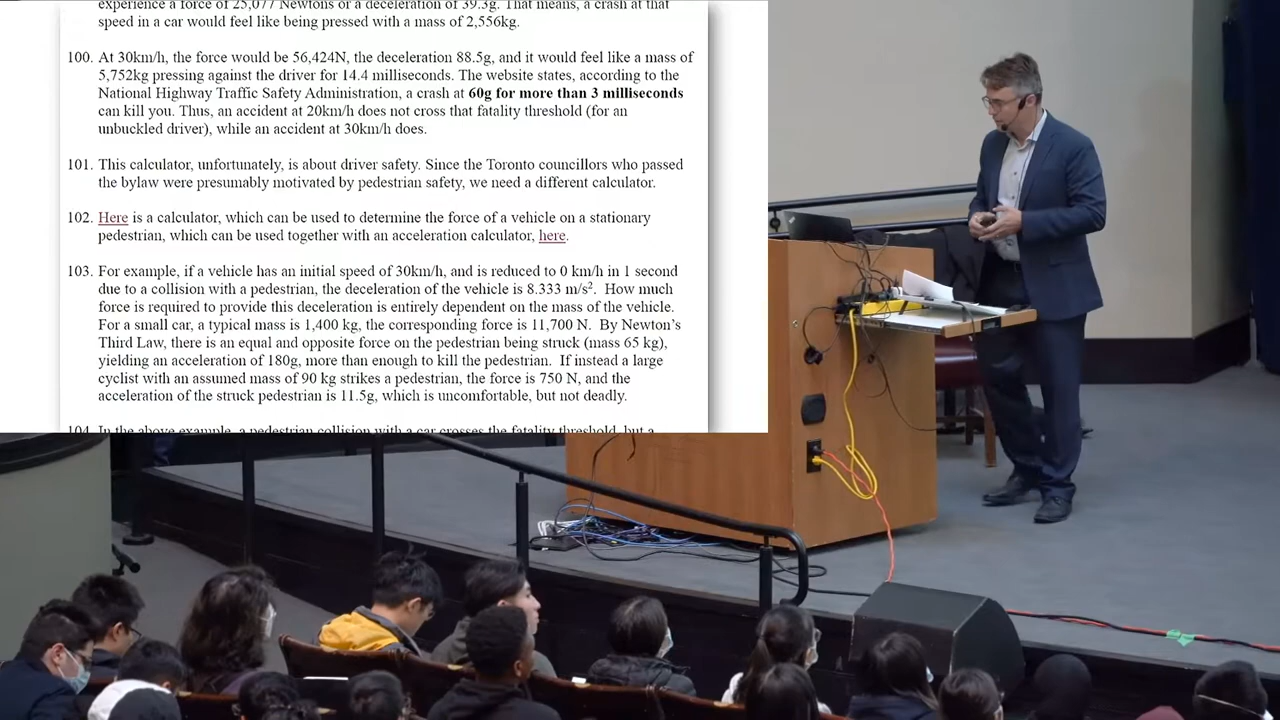 experience a force of 25,077 Newtons or a deceleration of 39.3g. That means, a crash at that
speed in a car would feel like being pressed with a mass of 2,556kg.
100. At 30km/h, the force would be 56,424N, the deceleration 88.5g, and it would feel like a mass of
5,752kg pressing against the driver for 14.4 milliseconds. The website states, according to the
National Highway Traffic Safety Administration, a crash at 60g for more than 3 milliseconds
can kill you. Thus, an accident at 20km/h does not cross that fatality threshold (for an
unbuckled driver), while an accident at 30km/h does.
101. This calculator, unfortunately, is about driver safety. Since the Toronto councillors who passed
the bylaw were presumably motivated by pedestrian safety, we need a different calculator.
102. Here is a calculator, which can be used to determine the force of a vehicle on a stationary
pedestrian, which can be used together with an acceleration calculator, here.
103. For example, if a vehicle has an initial speed of 30km/h, and is reduced to 0 km/h in 1 second
due to a collision with a pedestrian, the deceleration of the vehicle is 8.333 m/s². How much
force is required to provide this deceleration is entirely dependent on the mass of the vehicle.
For a small car, a typical mass is 1,400 kg, the corresponding force is 11,700 N. By Newton's
Third Law, there is an equal and opposite force on the pedestrian being struck (mass 65 kg),
yielding an acceleration of 180g, more than enough to kill the pedestrian. If instead a large
cyclist with an assumed mass of 90 kg strikes a pedestrian, the force is 750 N, and the
acceleration of the struck pedestrian is 11.5g, which is uncomfortable, but not deadly.
104. In the above example, a pedestrian collision with a car crosses the fatality threshold, but a